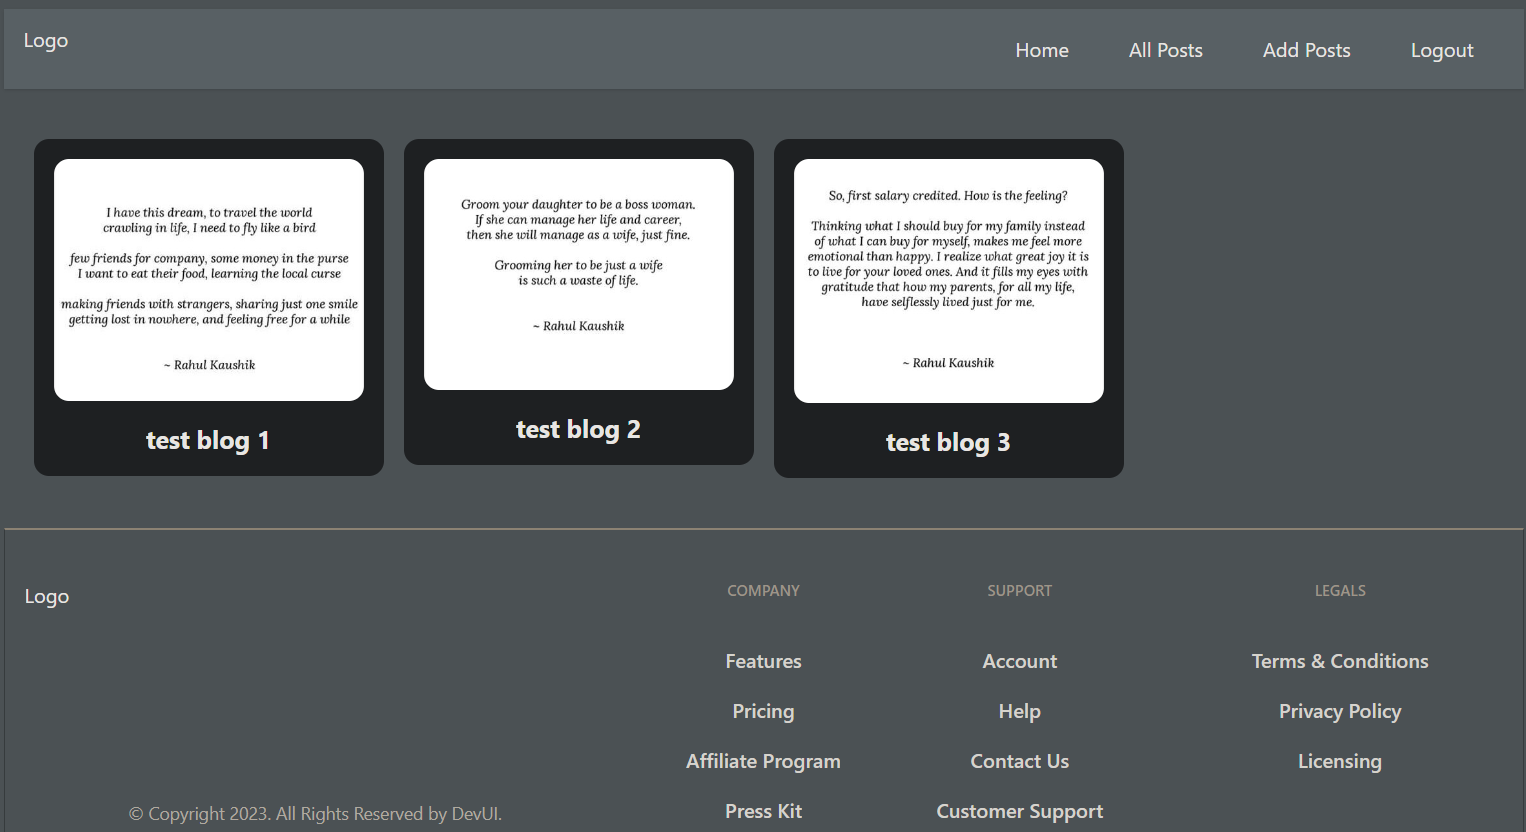 Logo
Home
All Posts
Add Posts
Logout
I have this dream, to travel the world
crawling in life, I need to fly like a bird
few friends for company, some money in the purse
I want to eat their food, learning the local curse
making friends with strangers, sharing just one smile
getting lost in nowhere, and feeling free for a while
~ Rahul Kaushik
test blog 1
Groom your daughter to be a boss woman.
If she can manage her life and career,
then she will manage as a wife, just fine.
Grooming her to be just a wife
is such a waste of life.
~ Rahul Kaushik
test blog 2
So, first salary credited. How is the feeling?
Thinking what I should buy for my family instead
of what I can buy for myself, makes me feel more
emotional than happy. I realize what great joy it is
to live for your loved ones. And it fills my eyes with
gratitude that how my parents, for all my life,
have selflessly lived just for me.
~ Rahul Kaushik
test blog 3
Logo
© Copyright 2023. All Rights Reserved by DevUI.
COMPANY
Features
Pricing
Affiliate Program
Press Kit
SUPPORT
Account
Help
Contact Us
Customer Support
LEGALS
Terms & Conditions
Privacy Policy
Licensing